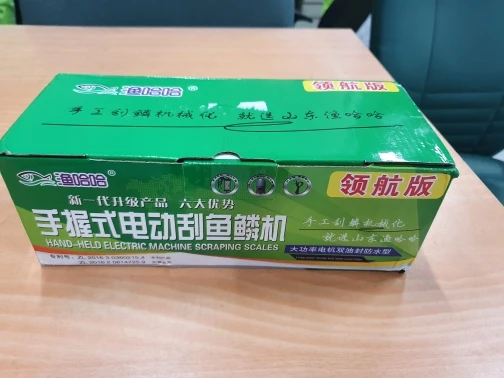 渔哈哈
领航版
手工刮鳞机械化 就选山东渔哈哈
渔哈哈
领航版
新一代升级产品 六大优势
手握式电动刮鱼鳞机
HAND-HELD ELECTRIC MACHINE SCRAPING SCALES
手工刮鳞机械化
就选山东渔哈哈
大功率电机双油封防水型
专利号: